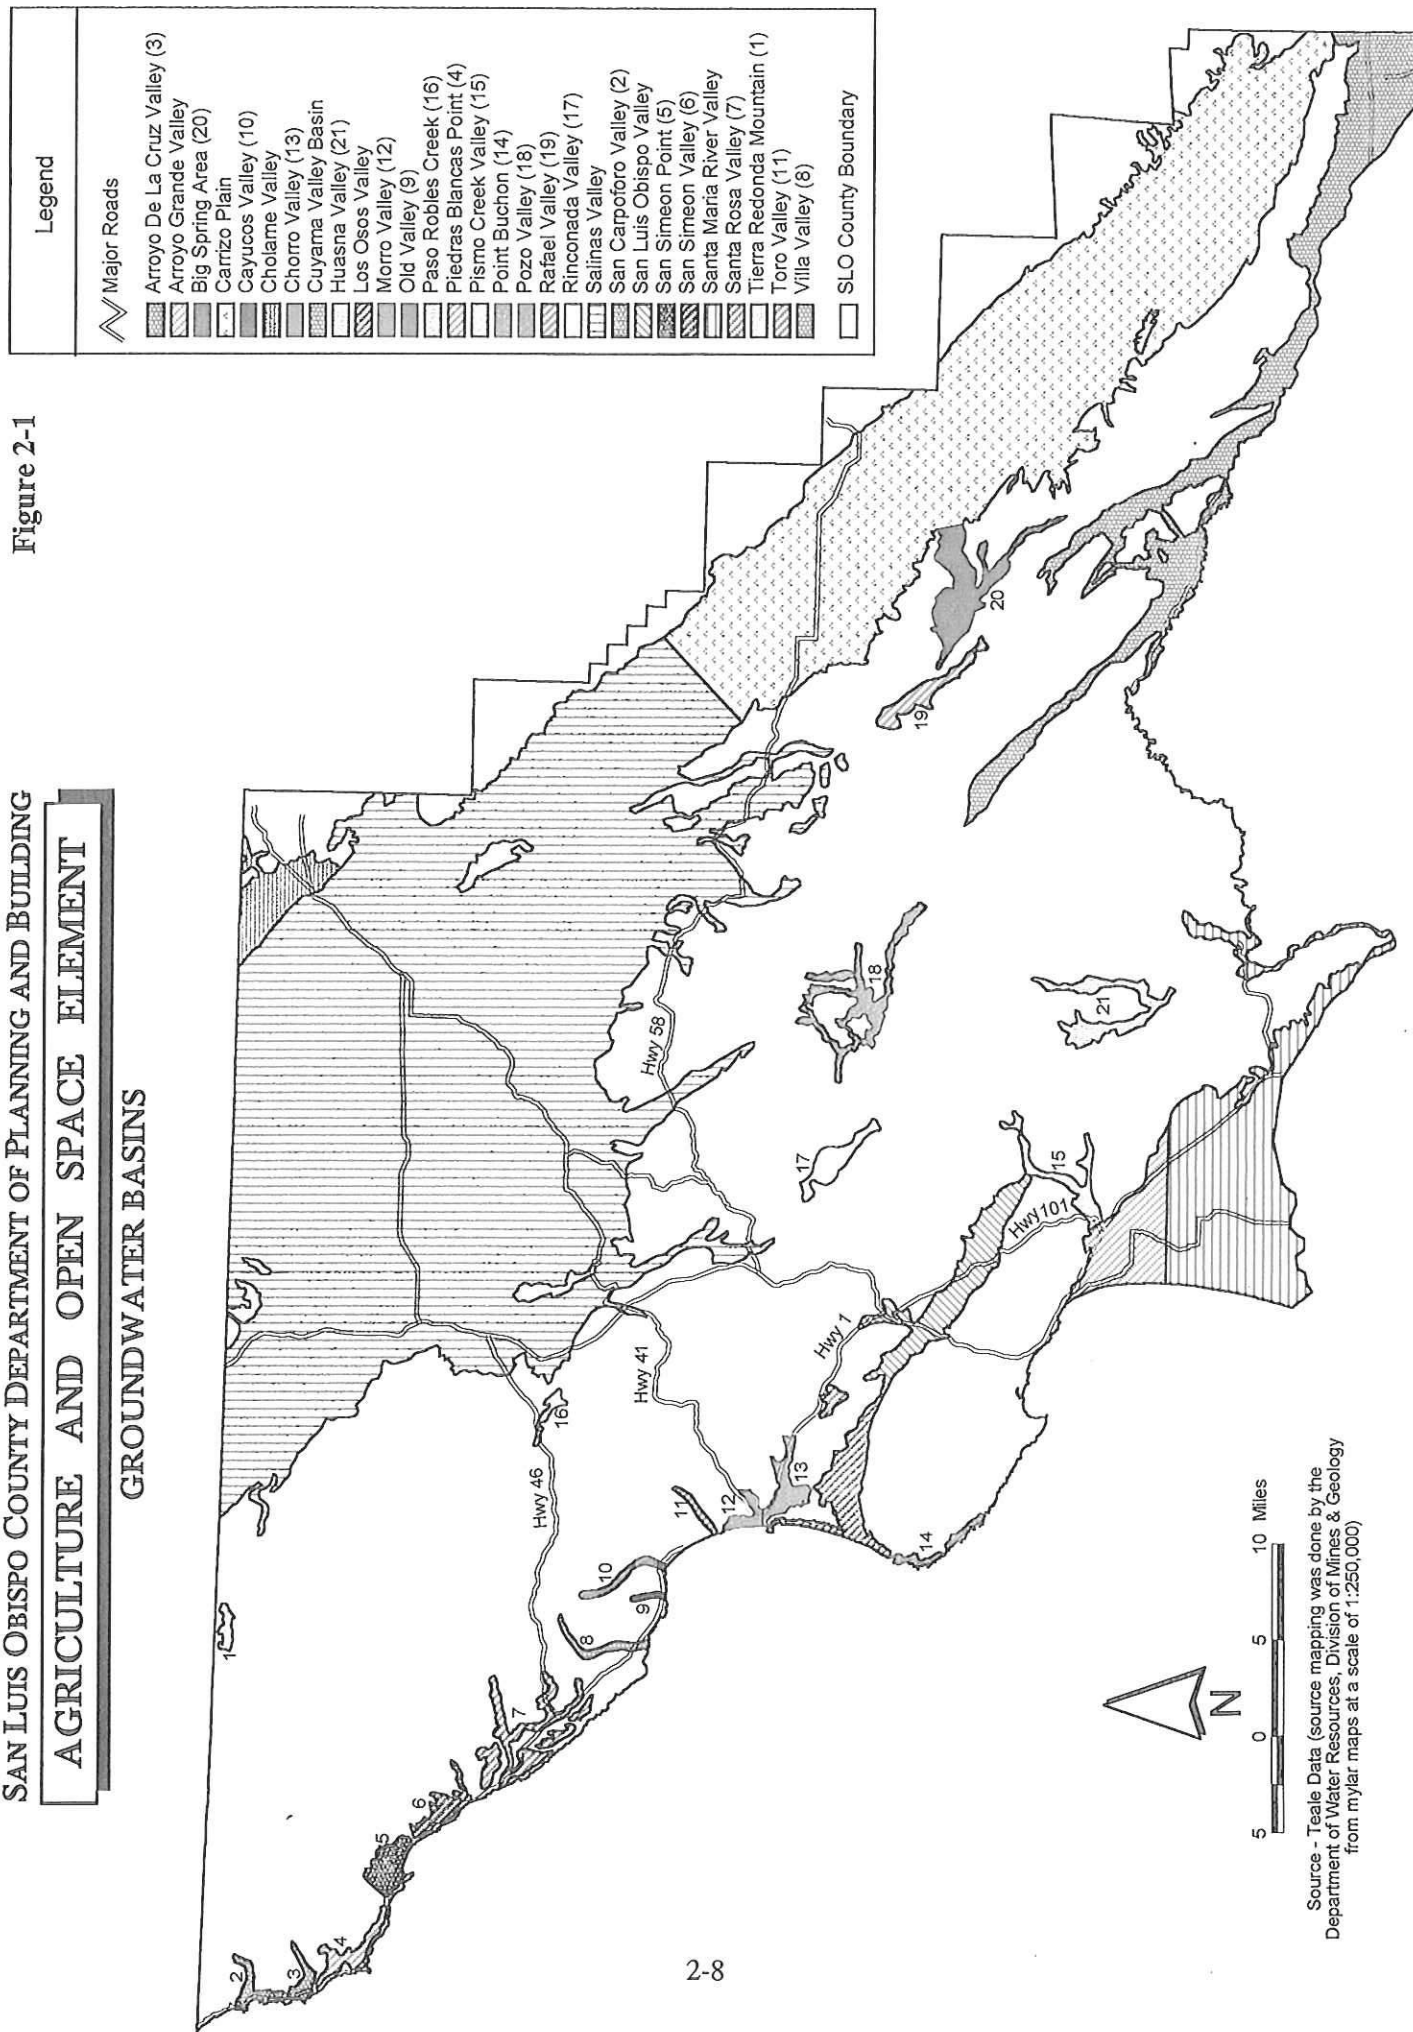 SAN LUIS OBISPO COUNTY DEPARTMENT OF PLANNING AND BUILDING
AGRICULTURE AND OPEN SPACE ELEMENT
GROUNDWATER BASINS
Figure 2-1
Legend
Major Roads
Arroyo De La Cruz Valley (3)
Arroyo Grande Valley
Big Spring Area (20)
Carrizo Plain
Cayucos Valley (10)
Cholame Valley
Chorro Valley (13)
Cuyama Valley Basin
Huasna Valley (21)
Los Osos Valley
Morro Valley (12)
Old Valley (9)
Paso Robles Creek (16)
Piedras Blancas Point (4)
Pismo Creek Valley (15)
Point Buchon (14)
Pozo Valley (18)
Rafael Valley (19)
Rinconada Valley (17)
Salinas Valley
San Carpoforo Valley (2)
San Luis Obispo Valley
San Simeon Point (5)
San Simeon Valley (6)
Santa Maria River Valley
Santa Rosa Valley (7)
Tierra Redonda Mountain (1)
Toro Valley (11)
Villa Valley (8)
SLO County Boundary
1
2
3
4
5
6
7
8
9
10
11
12
13
14
15
16
17
18
19
20
21
Hwy 46
Hwy 41
Hwy 58
Hwy 1
Hwy 101
N
5 0 5 10 Miles
Source - Teale Data (source mapping was done by the
Department of Water Resources, Division of Mines & Geology
from mylar maps at a scale of 1:250,000)
2-8